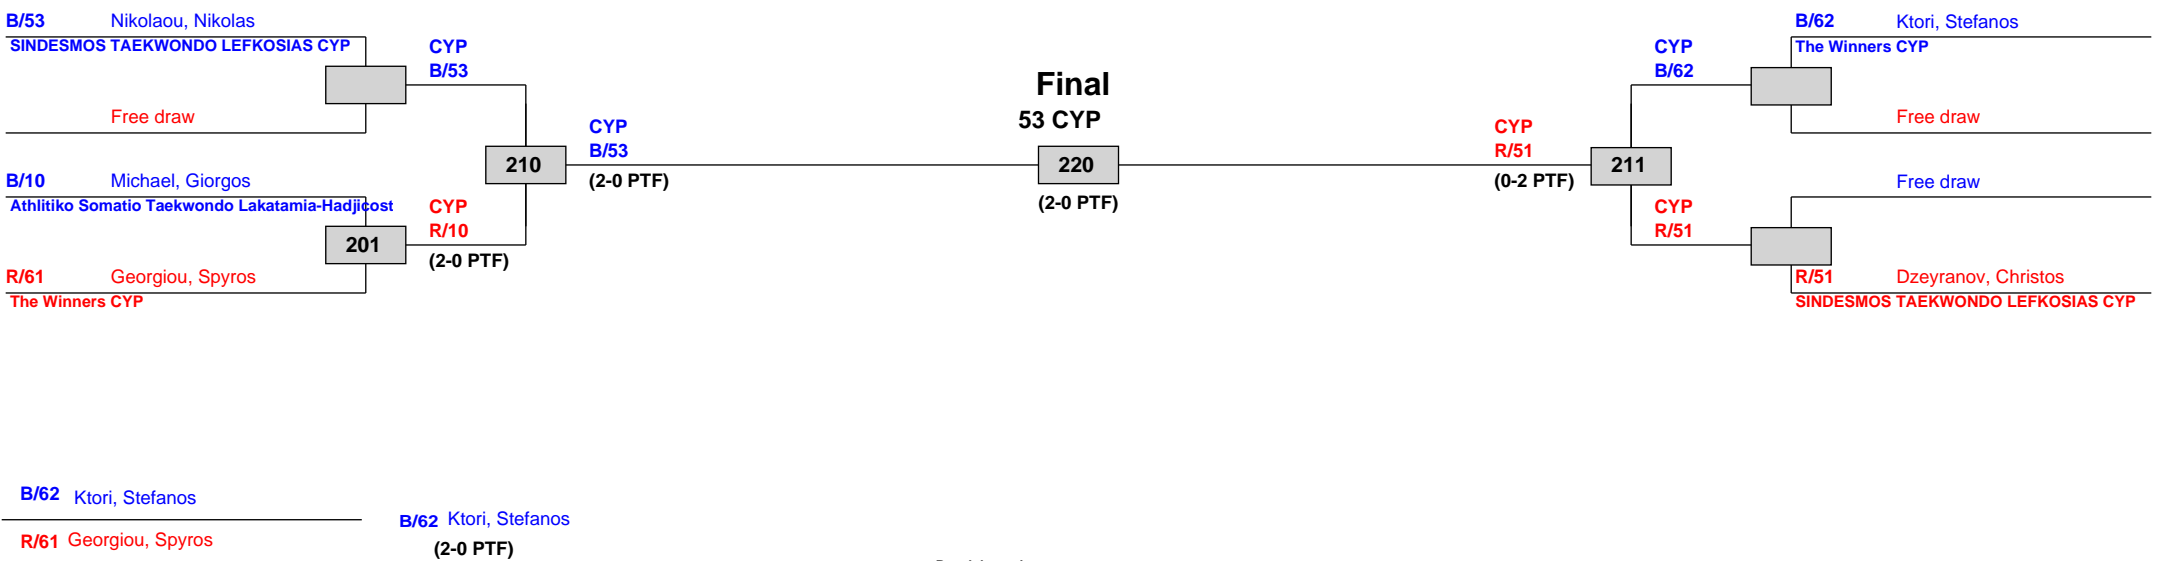 B/53 Nikolaou, Nikolas
SINDESMOS TAEKWONDO LEFKOSIAS CYP
Free draw
B/10 Michael, Giorgos
Athlitiko Somatio Taekwondo Lakatamia-Hadjicost
R/61 Georgiou, Spyros
The Winners CYP
201
CYP
B/53
CYP
R/10
(2-0 PTF)
210
CYP
B/53
(2-0 PTF)
Final
53 CYP
220
(2-0 PTF)
CYP
R/51
(0-2 PTF)
211
CYP
B/62
CYP
R/51
B/62 Ktori, Stefanos
The Winners CYP
Free draw
Free draw
R/51 Dzeyranov, Christos
SINDESMOS TAEKWONDO LEFKOSIAS CYP
B/62 Ktori, Stefanos
R/61 Georgiou, Spyros
B/62 Ktori, Stefanos
(2-0 PTF)